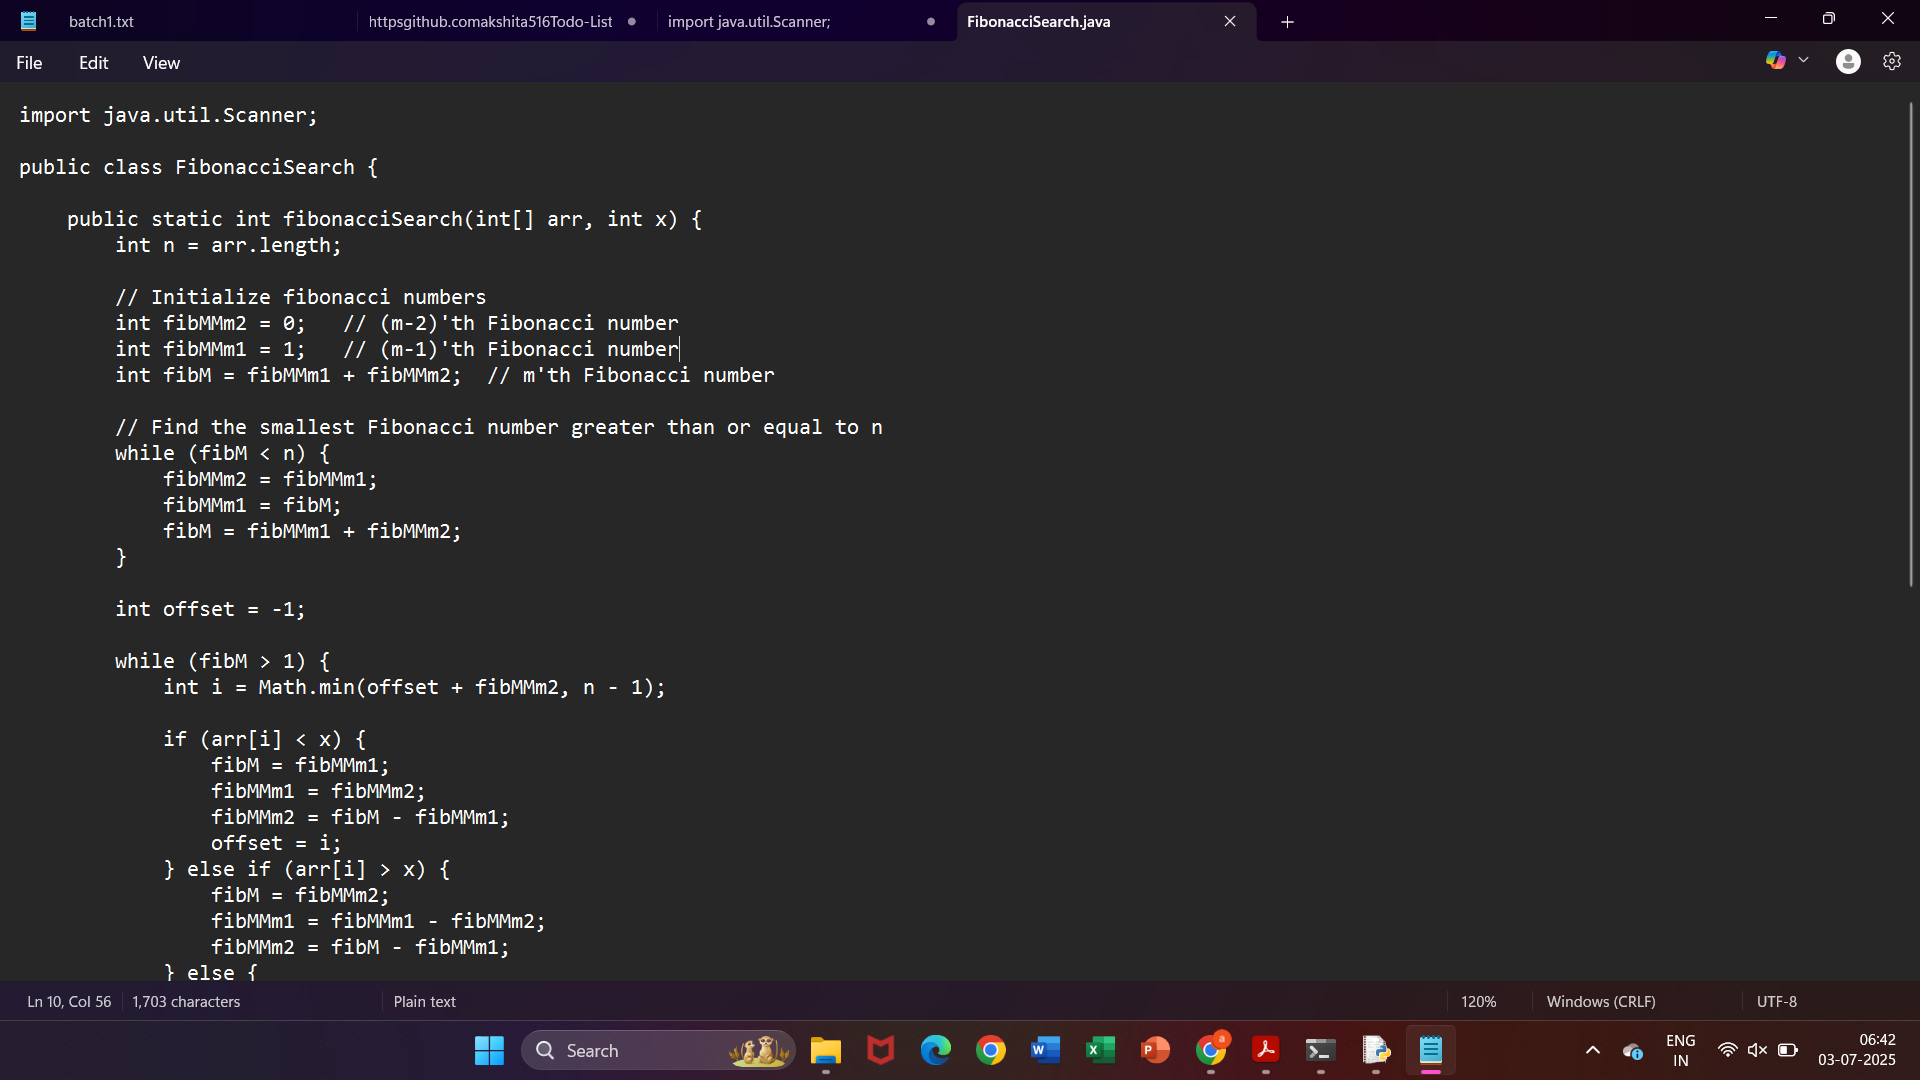 batch1.txt
httpsgithub.comakshita516Todo-List
import java.util.Scanner;
FibonacciSearch.java
File Edit View
import java.util.Scanner;
public class FibonacciSearch {
public static int fibonacciSearch(int[] arr, int x) {
int n = arr.length;
// Initialize fibonacci numbers
int fibMMm2 = 0;   // (m-2)'th Fibonacci number
int fibMMm1 = 1;   // (m-1)'th Fibonacci number
int fibM = fibMMm1 + fibMMm2;  // m'th Fibonacci number
// Find the smallest Fibonacci number greater than or equal to n
while (fibM < n) {
fibMMm2 = fibMMm1;
fibMMm1 = fibM;
fibM = fibMMm1 + fibMMm2;
}
int offset = -1;
while (fibM > 1) {
int i = Math.min(offset + fibMMm2, n - 1);
if (arr[i] < x) {
fibM = fibMMm1;
fibMMm1 = fibMMm2;
fibMMm2 = fibM - fibMMm1;
offset = i;
} else if (arr[i] > x) {
fibM = fibMMm2;
fibMMm1 = fibMMm1 - fibMMm2;
fibMMm2 = fibM - fibMMm1;
} else {
Ln 10, Col 56 1,703 characters Plain text 120% Windows (CRLF) UTF-8
Search
ENG
IN
06:42
03-07-2025